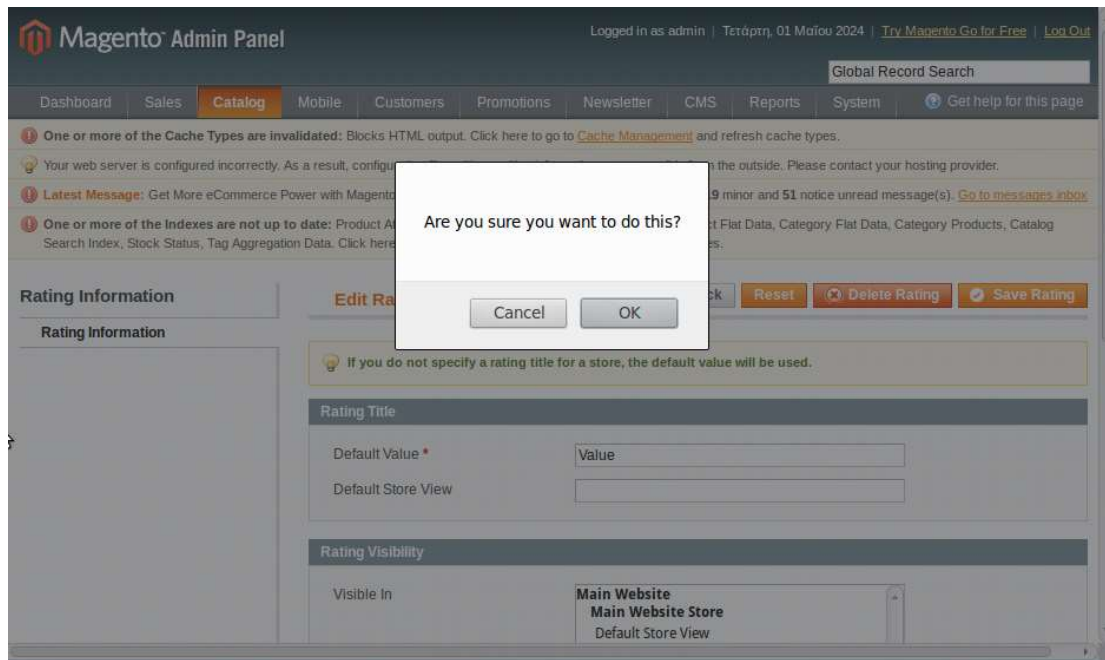 Magento® Admin Panel
Logged in as admin | Τετάρτη, 01 Μαΐου 2024 | Try Magento Go for Free | Log Out
Global Record Search
Dashboard Sales Catalog Mobile Customers Promotions Newsletter CMS Reports System Get help for this page
One or more of the Cache Types are invalidated: Blocks HTML output. Click here to go to Cache Management and refresh cache types.
Your web server is configured incorrectly. As a result, the outside. Please contact your hosting provider.
Latest Message: Get More eCommerce Power with minor and 51 notice unread message(s). Go to messages inbox
One or more of the Indexes are not up to date: Product Flat Data, Category Flat Data, Category Products, Catalog
Search Index, Stock Status, Tag Aggregation Data. Click here
Are you sure you want to do this?
Cancel OK
Rating Information
Rating Information
Edit Reset Delete Rating Save Rating
If you do not specify a rating title for a store, the default value will be used.
Rating Title
Default Value * Value
Default Store View
Rating Visibility
Visible In
Main Website
Main Website Store
Default Store View